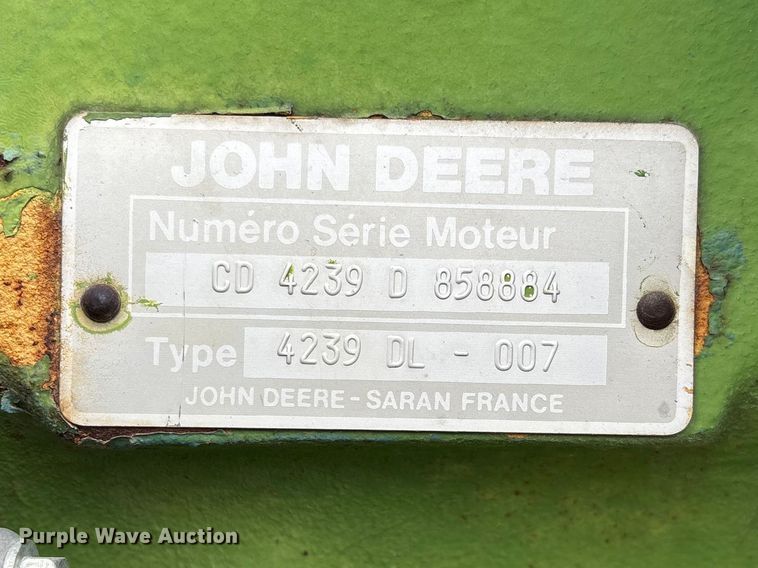 JOHN DEERE
Numéro Série Moteur
CD 4239 D 858884
Type 4239 DL - 007
JOHN DEERE - SARAN FRANCE
Purple Wave Auction